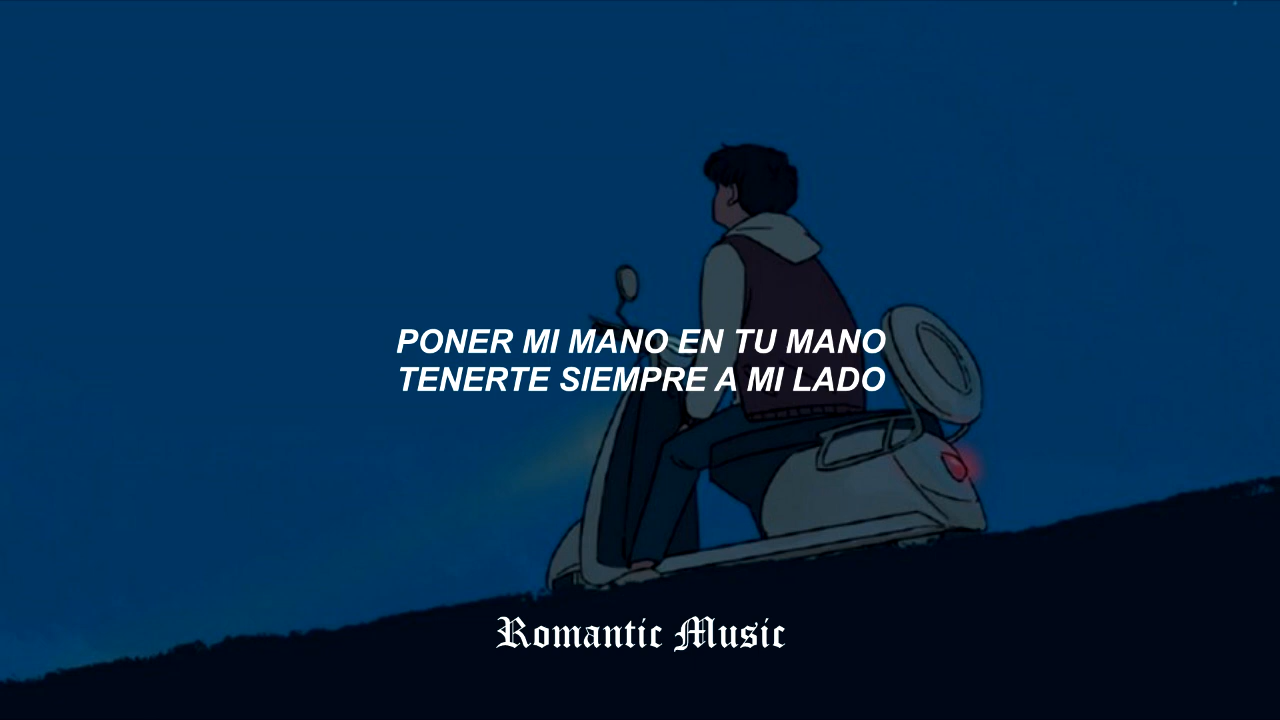 PONER MI MANO EN TU MANO
TENERTE SIEMPRE A MI LADO
Romantic Music